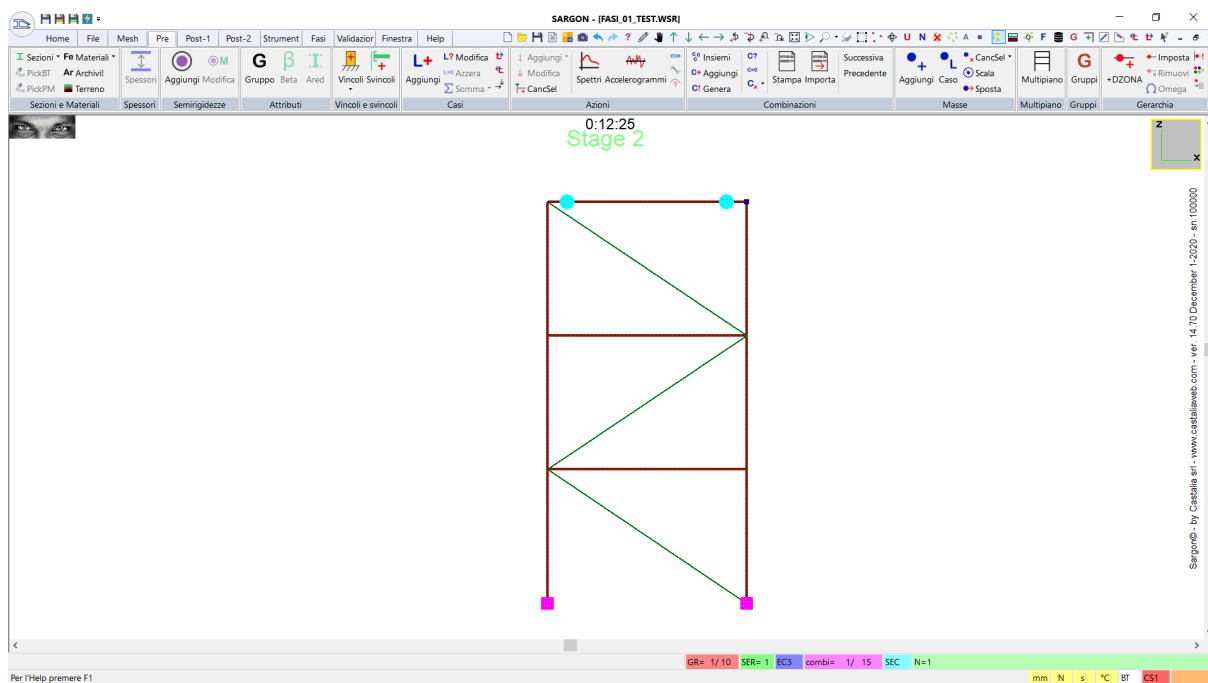 SARGON - [FASI_01_TEST.WSR]
Home File Mesh Pre Post-1 Post-2 Strument Fasi Validazior Finestra Help
Sezioni Fe Materiali
PickBT Ar Archivi!
PickPM Terreno
Sezioni e Materiali
Spessori
Spessori
Aggiungi Modifica
Semirigidezze
Gruppo Beta Ared
Attributi
Vincoli Svincoli
Vincoli e svincoli
Aggiungi
L? Modifica
L=0 Azzera
Somma
Casi
Aggiungi
Modifica
CancSel
Spettri Accelerogrammi
Azioni
Insiemi
C+ Aggiungi
C! Genera
C?
C=0
C
Stampa Importa
Successiva
Precedente
Combinazioni
Aggiungi Caso
CancSel
Scala
Sposta
Masse
Multipiano
Multipiano
Gruppi
Gruppi
+DZONA
Imposta
Rimuovi
Omega
Gerarchia
0:12:25
Stage 2
Z
X
Sargon© - by Castalia srl - www.castaliaweb.com - ver. 14.70 December 1-2020 - sn:100000
GR= 1/ 10 SER= 1 EC3 combi= 1/ 15 SEC N=1
Per l'Help premere F1
mm N s °C BT CS1